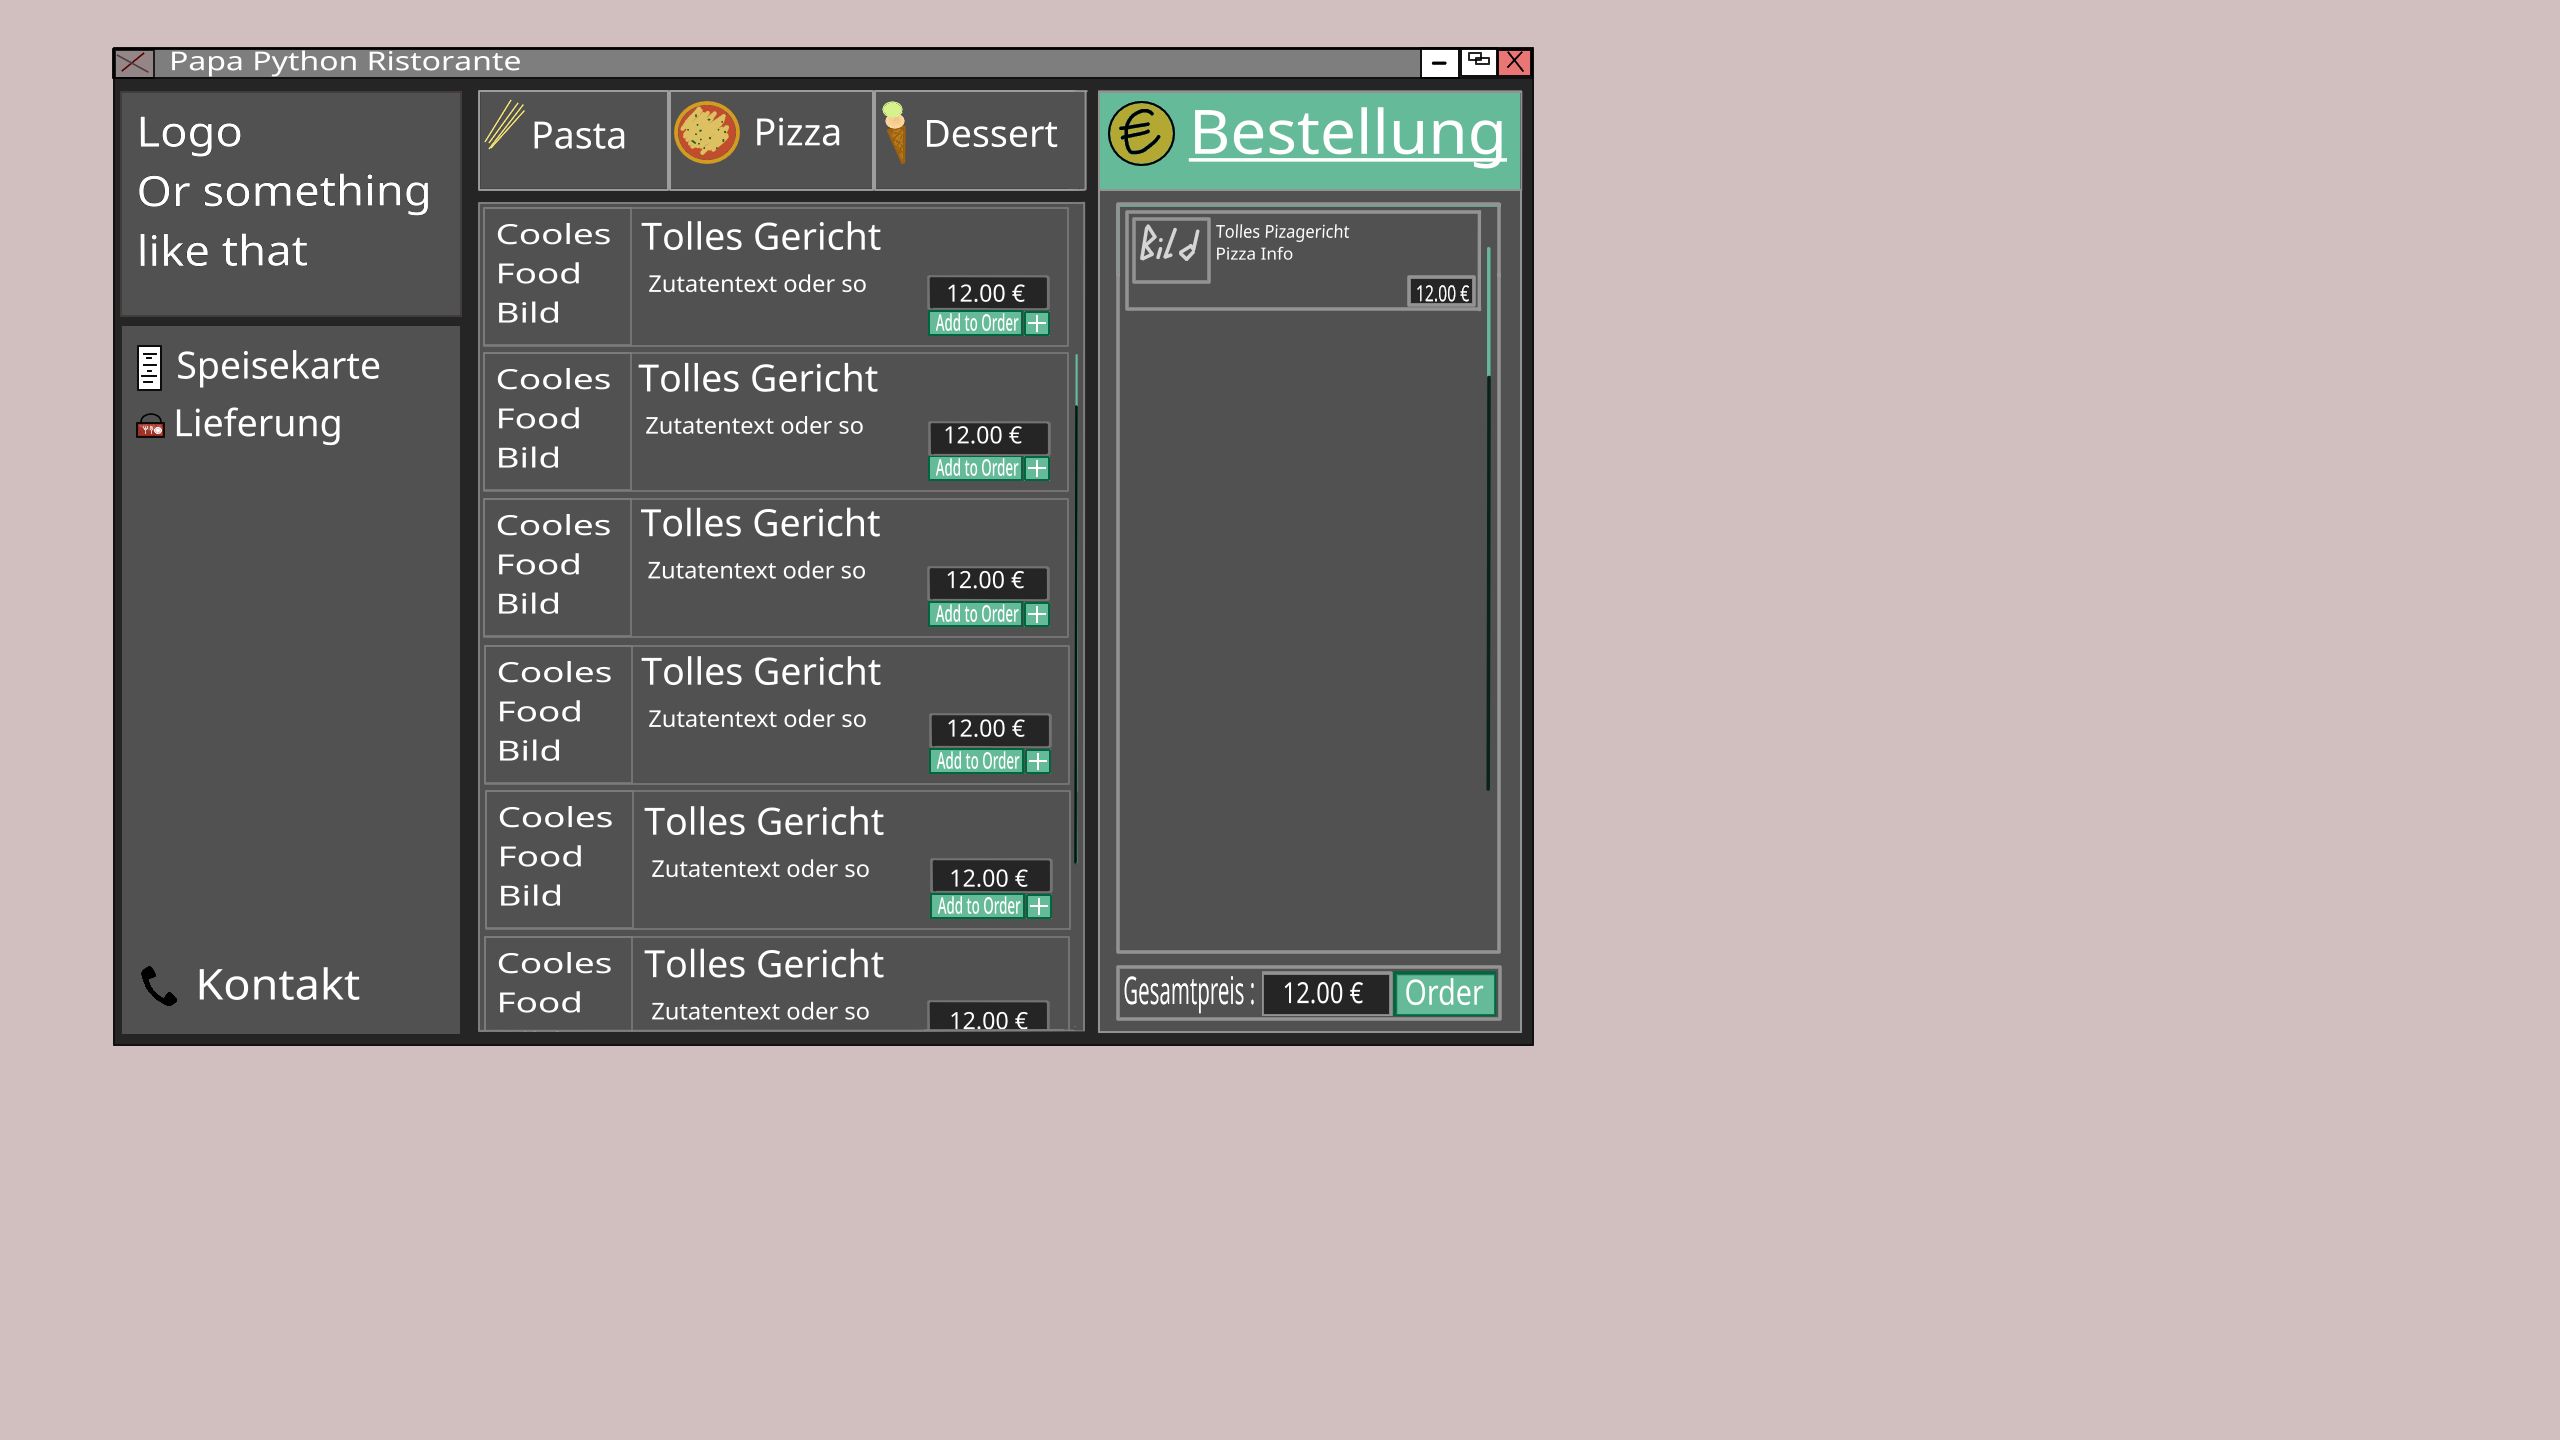 Papa Python Ristorante
Logo
Or something
like that
Speisekarte
Lieferung
Kontakt
Pasta
Pizza
Dessert
Cooles
Food
Bild
Tolles Gericht
Zutatentext oder so
12.00 €
Add to Order
Cooles
Food
Bild
Tolles Gericht
Zutatentext oder so
12.00 €
Add to Order
Cooles
Food
Bild
Tolles Gericht
Zutatentext oder so
12.00 €
Add to Order
Cooles
Food
Bild
Tolles Gericht
Zutatentext oder so
12.00 €
Add to Order
Cooles
Food
Bild
Tolles Gericht
Zutatentext oder so
12.00 €
Add to Order
Cooles
Food
Tolles Gericht
Zutatentext oder so
12.00 €
€ Bestellung
Bild
Tolles Pizagericht
Pizza Info
12.00 €
Gesamtpreis : 12.00 € Order